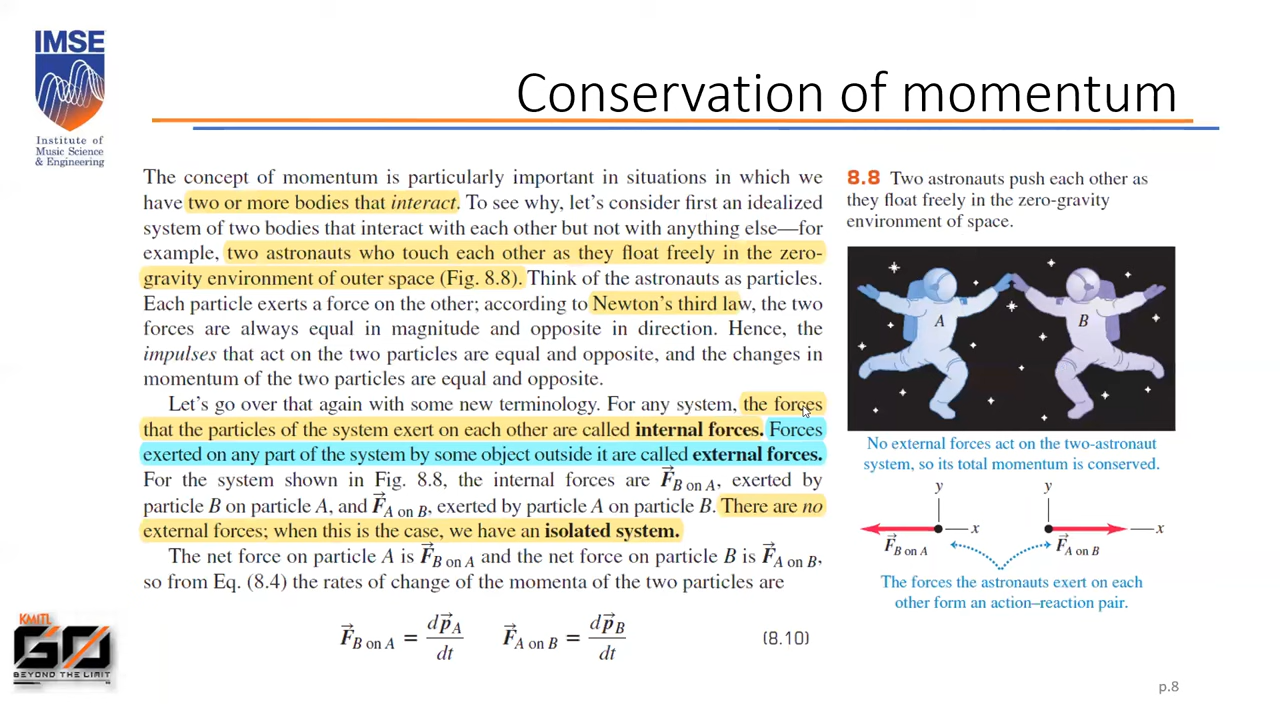 IMSE
Institute of
Music Science
& Engineering
Conservation of momentum
The concept of momentum is particularly important in situations in which we
have two or more bodies that interact. To see why, let's consider first an idealized
system of two bodies that interact with each other but not with anything else—for
example, two astronauts who touch each other as they float freely in the zero-
gravity environment of outer space (Fig. 8.8). Think of the astronauts as particles.
Each particle exerts a force on the other; according to Newton's third law, the two
forces are always equal in magnitude and opposite in direction. Hence, the
impulses that act on the two particles are equal and opposite, and the changes in
momentum of the two particles are equal and opposite.
Let's go over that again with some new terminology. For any system, the forces
that the particles of the system exert on each other are called internal forces. Forces
exerted on any part of the system by some object outside it are called external forces.
For the system shown in Fig. 8.8, the internal forces are F⃗B on A, exerted by
particle B on particle A, and F⃗A on B, exerted by particle A on particle B. There are no
external forces; when this is the case, we have an isolated system.
The net force on particle A is F⃗B on A and the net force on particle B is F⃗A on B,
so from Eq. (8.4) the rates of change of the momenta of the two particles are
F⃗B on A = dp⃗A/dt F⃗A on B = dp⃗B/dt (8.10)
8.8 Two astronauts push each other as
they float freely in the zero-gravity
environment of space.
A B
No external forces act on the two-astronaut
system, so its total momentum is conserved.
y y
x x
F⃗B on A F⃗A on B
The forces the astronauts exert on each
other form an action–reaction pair.
KMITL
GO
BEYOND THE LIMIT
p.8